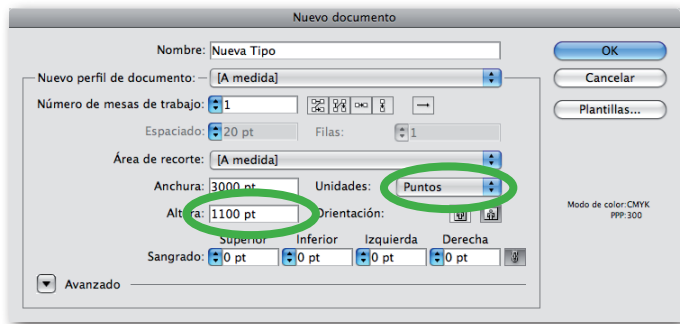 Nuevo documento
Nombre: Nueva Tipo
OK
Nuevo perfil de documento: [A medida]
Cancelar
Número de mesas de trabajo: 1
Plantillas...
Espaciado: 20 pt Filas: 1
Área de recorte: [A medida]
Anchura: 3000 pt Unidades: Puntos
Altura: 1100 pt Orientación:
Modo de color:CMYK
PPP:300
Superior Inferior Izquierda Derecha
Sangrado: 0 pt 0 pt 0 pt 0 pt
Avanzado